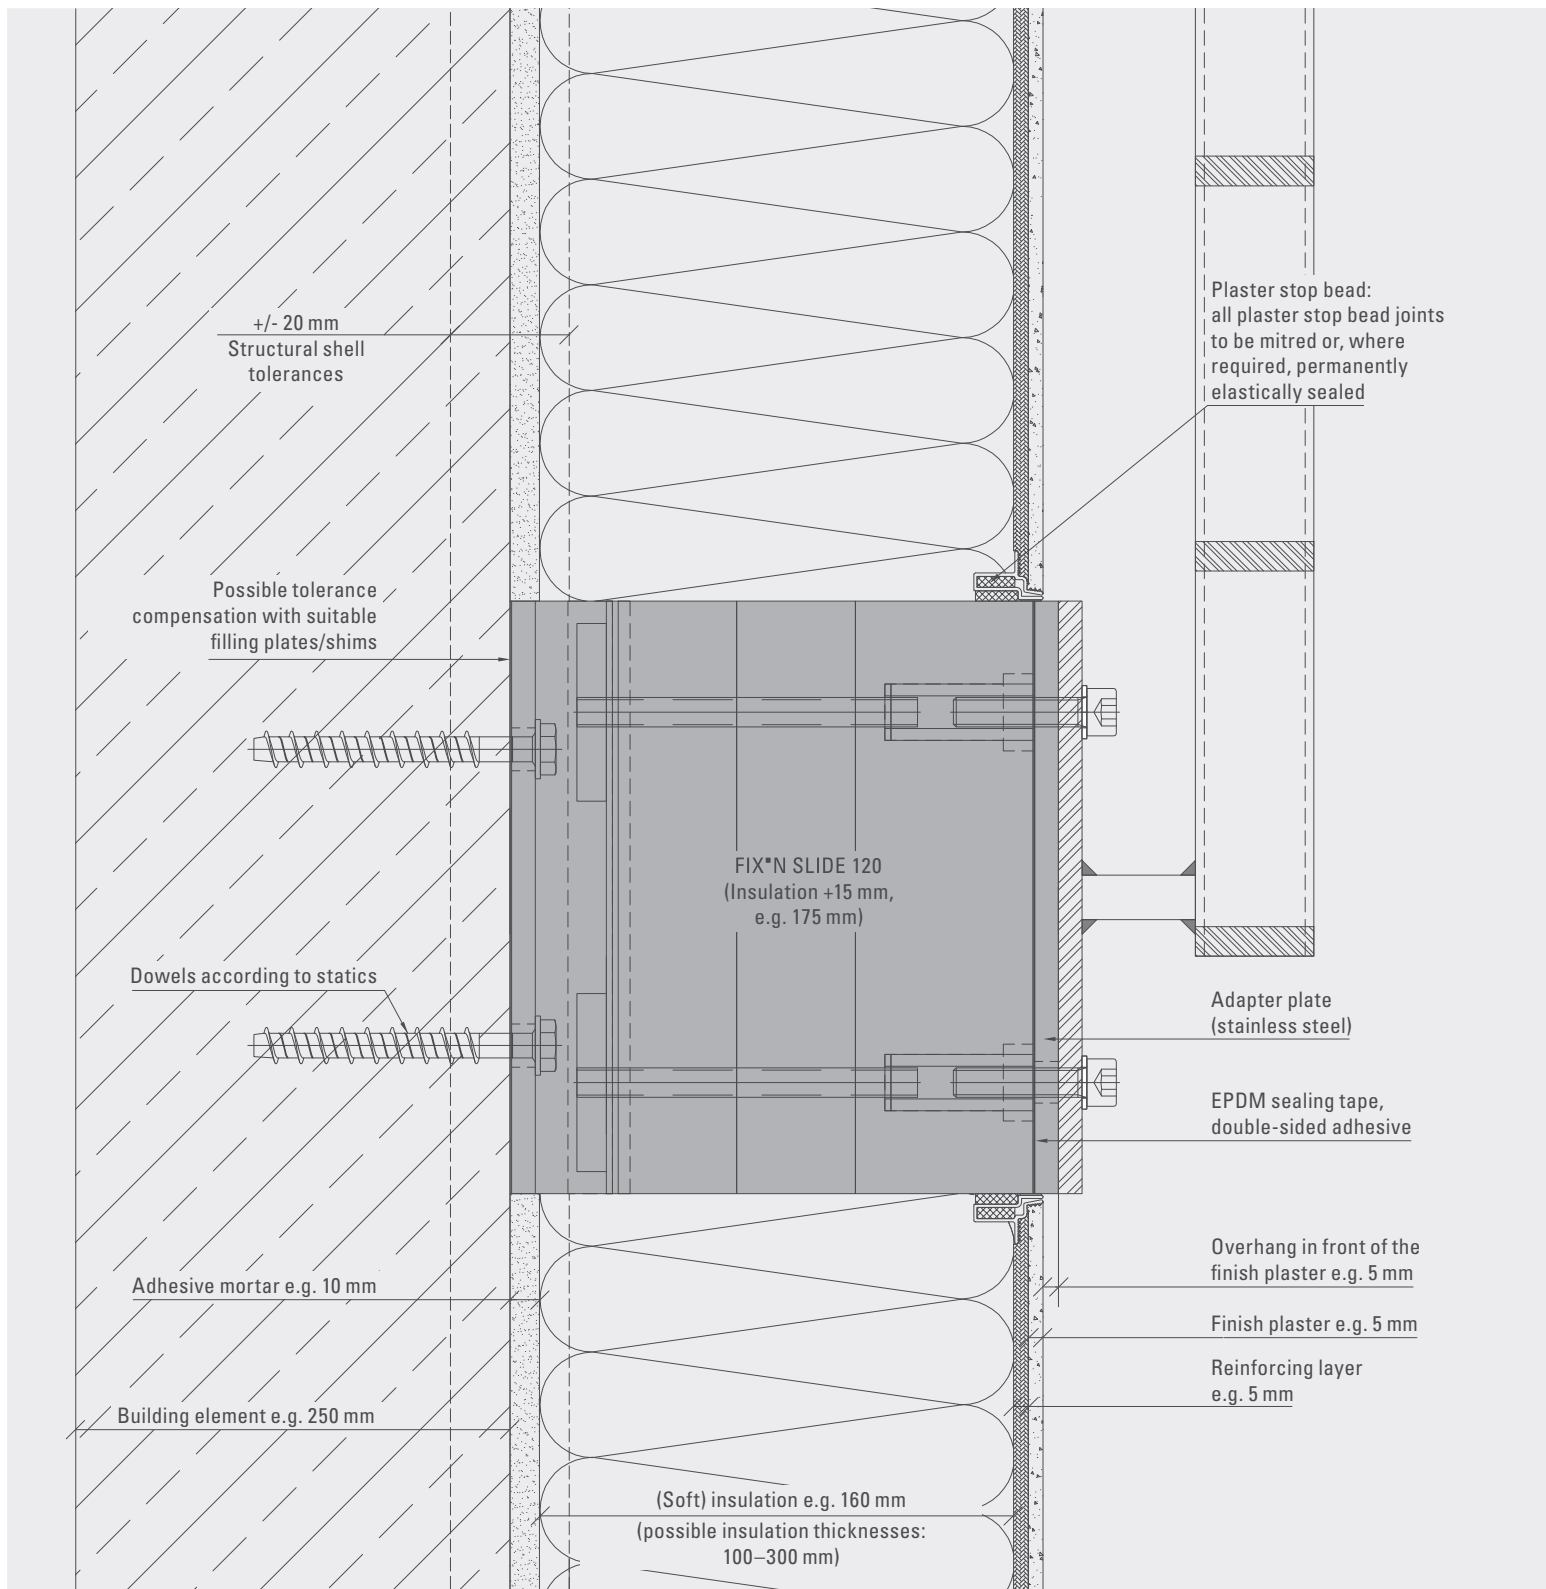 Plaster stop bead:
all plaster stop bead joints
to be mitred or, where
required, permanently
elastically sealed
+/- 20 mm
Structural shell
tolerances
Possible tolerance
compensation with suitable
filling plates/shims
FIX■N SLIDE 120
(Insulation +15 mm,
e.g. 175 mm)
Dowels according to statics
Adapter plate
(stainless steel)
EPDM sealing tape,
double-sided adhesive
Overhang in front of the
finish plaster e.g. 5 mm
Adhesive mortar e.g. 10 mm
Finish plaster e.g. 5 mm
Reinforcing layer
e.g. 5 mm
Building element e.g. 250 mm
(Soft) insulation e.g. 160 mm
(possible insulation thicknesses:
100–300 mm)